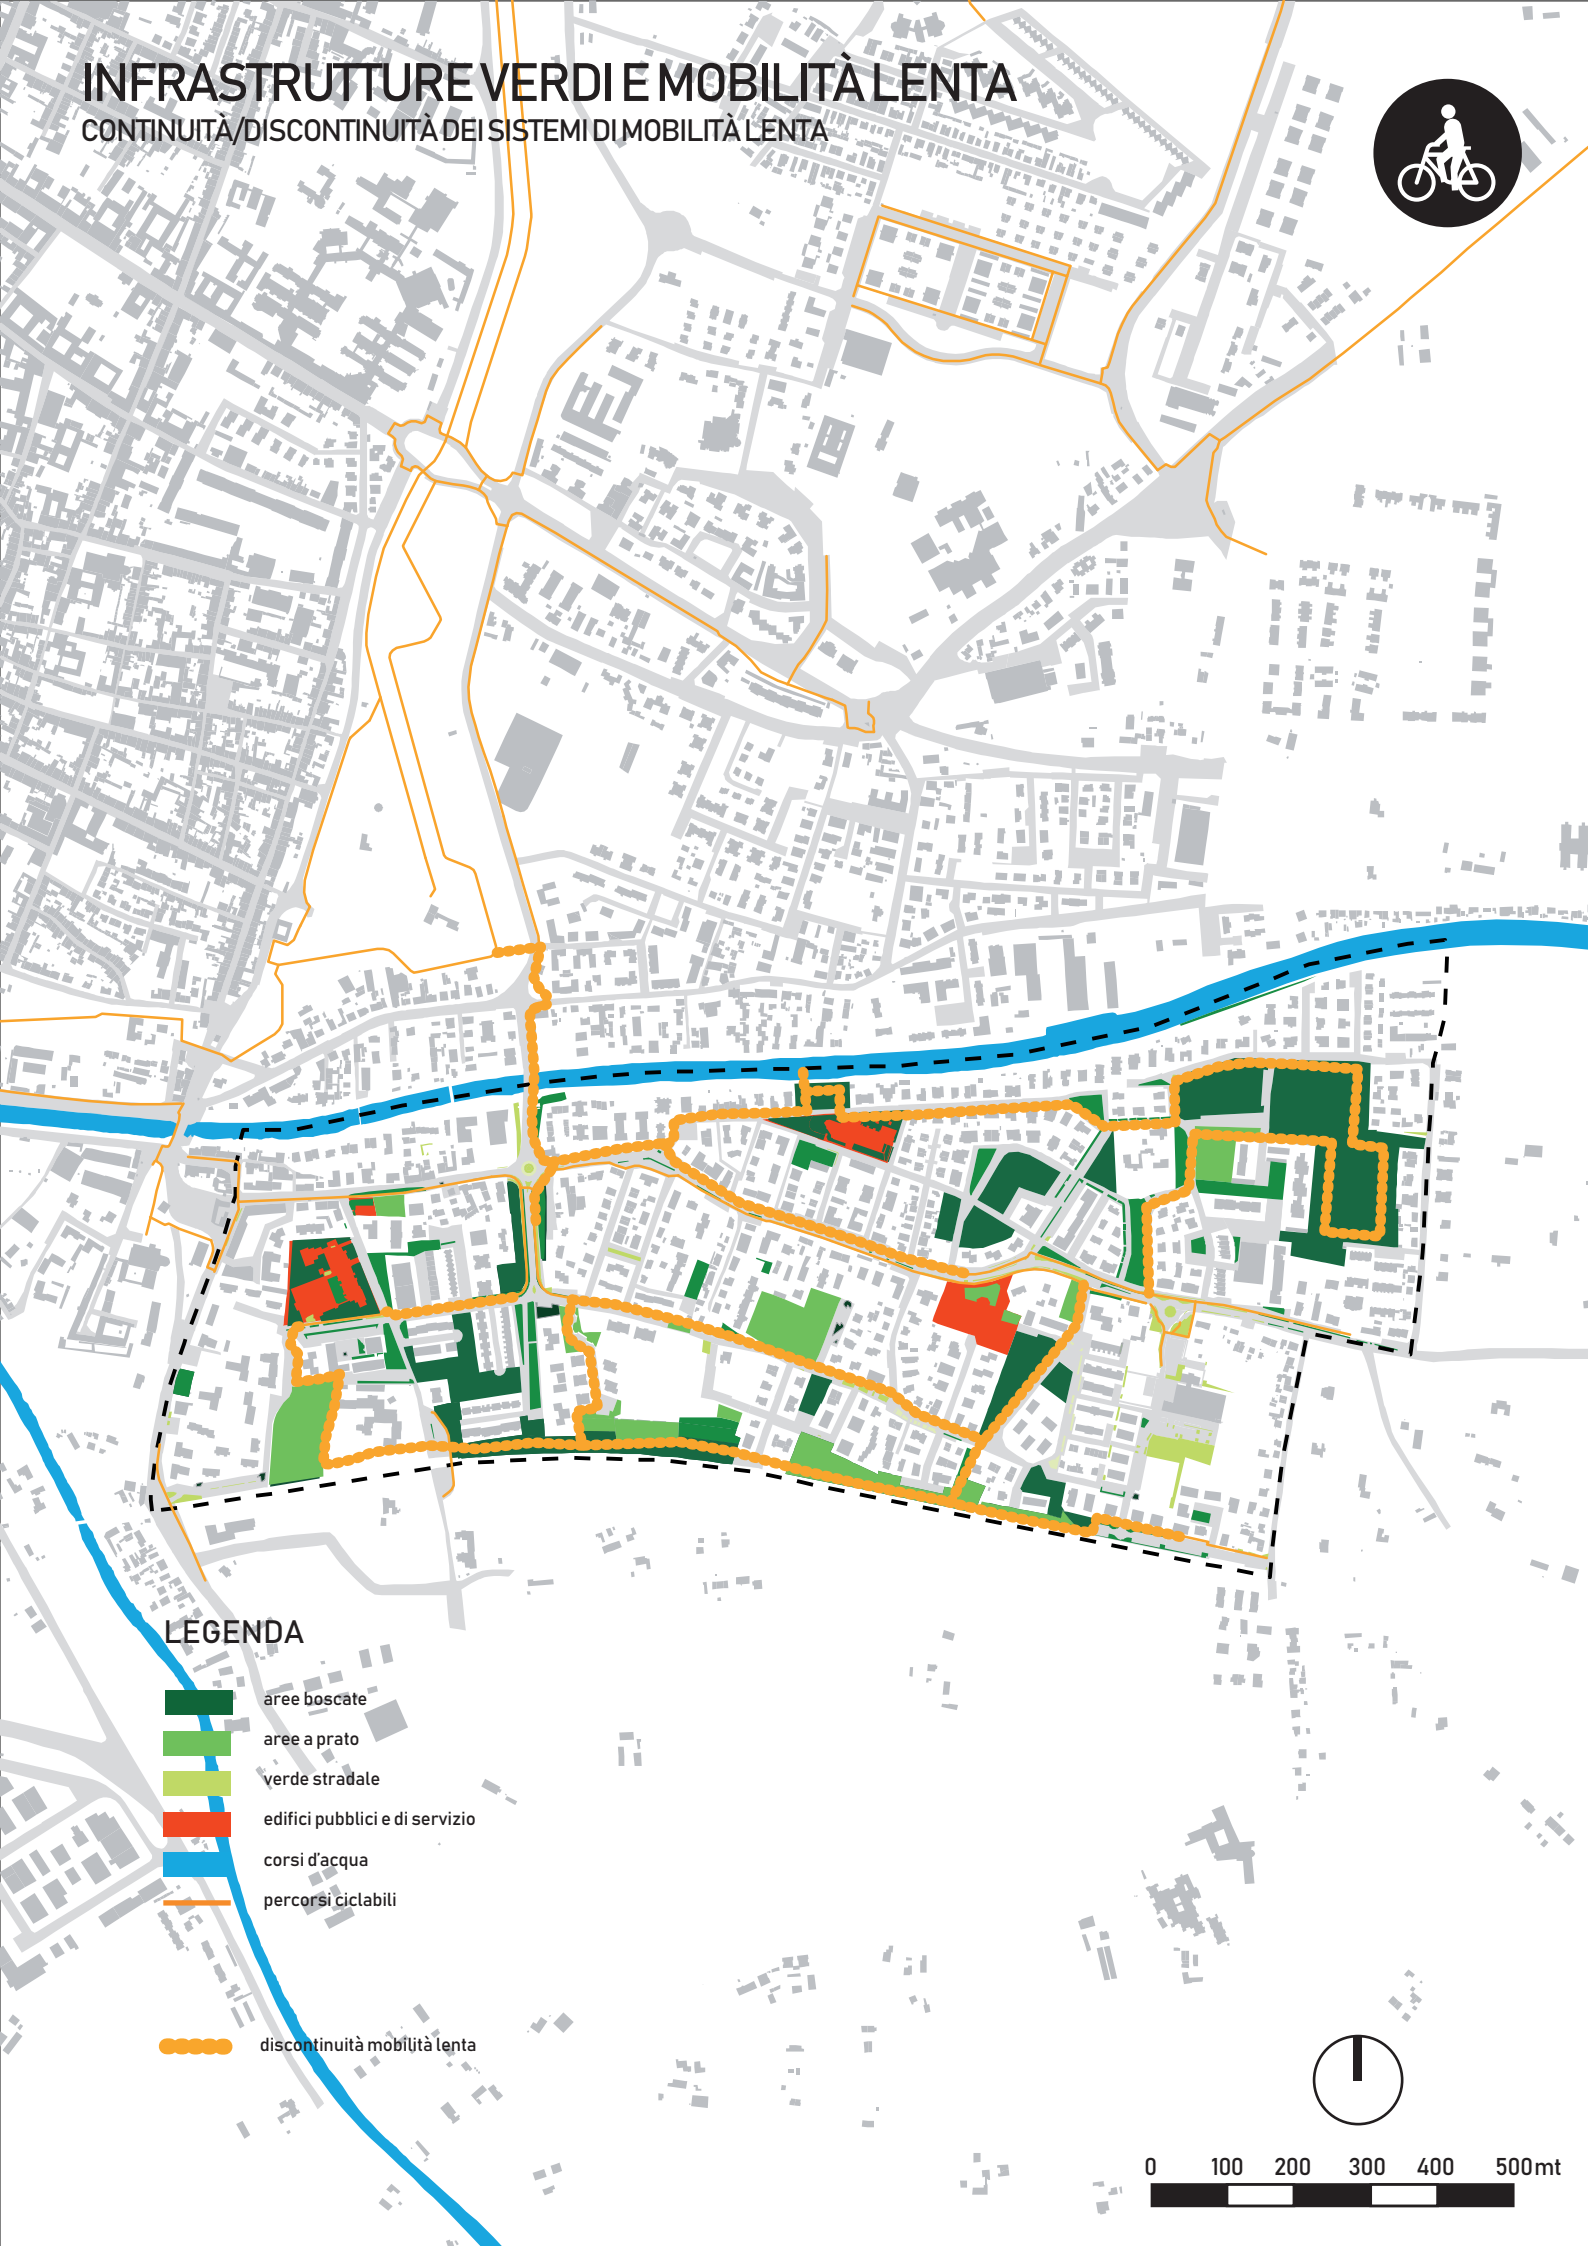 INFRASTRUTTURE VERDI E MOBILITÀ LENTA
CONTINUITÀ/DISCONTINUITÀ DEI SISTEMI DI MOBILITÀ LENTA
LEGENDA
aree boscate
aree a prato
verde stradale
edifici pubblici e di servizio
corsi d'acqua
percorsi ciclabili
discontinuità mobilità lenta
0 100 200 300 400 500mt